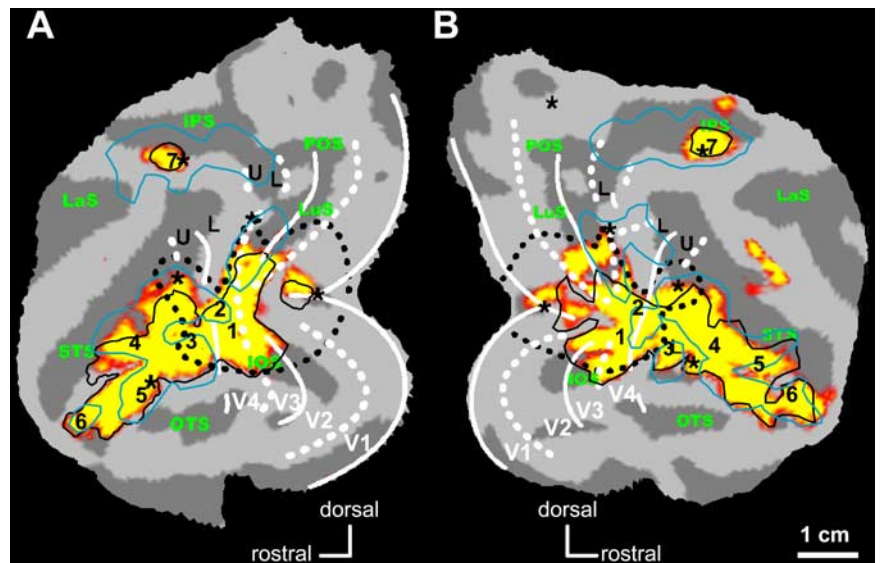 A
B
IPS
IPS
7*
*7
*
POS
POS
U
L
L
LaS
LaS
U
L
LuS
LuS
L
U
*
*
*
*
*
*
2
2
1
1
3
3
4
4
STS
STS
IOS
IOS
5*
5
*
6
6
V4
V3
V2
V1
V4
V3
V2
V1
OTS
OTS
dorsal
dorsal
rostral
rostral
1 cm